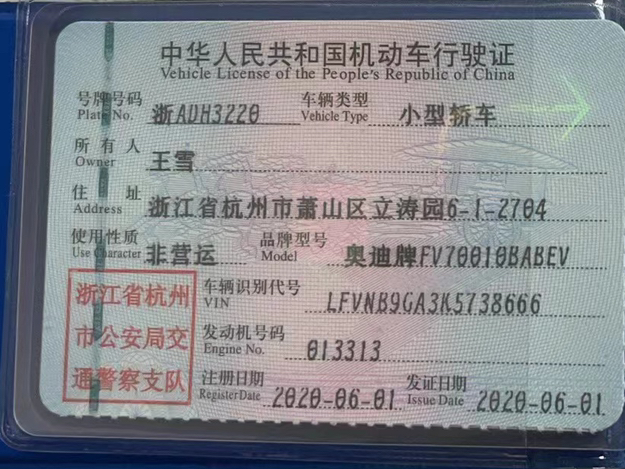 中华人民共和国机动车行驶证
Vehicle License of the People's Republic of China
号牌号码 浙ADH3220 车辆类型 小型轿车
Plate No. Vehicle Type
所有人 王雪
Owner
住址 浙江省杭州市萧山区立涛园6-1-2704
Address
使用性质 非营运 品牌型号 奥迪牌FV70010BABEV
Use Character Model
浙江省杭州
市公安局交
通警察支队
车辆识别代号 LFVNB9GA3K5738666
VIN
发动机号码 013313
Engine No.
注册日期 2020-06-01 发证日期 2020-06-01
Register Date Issue Date